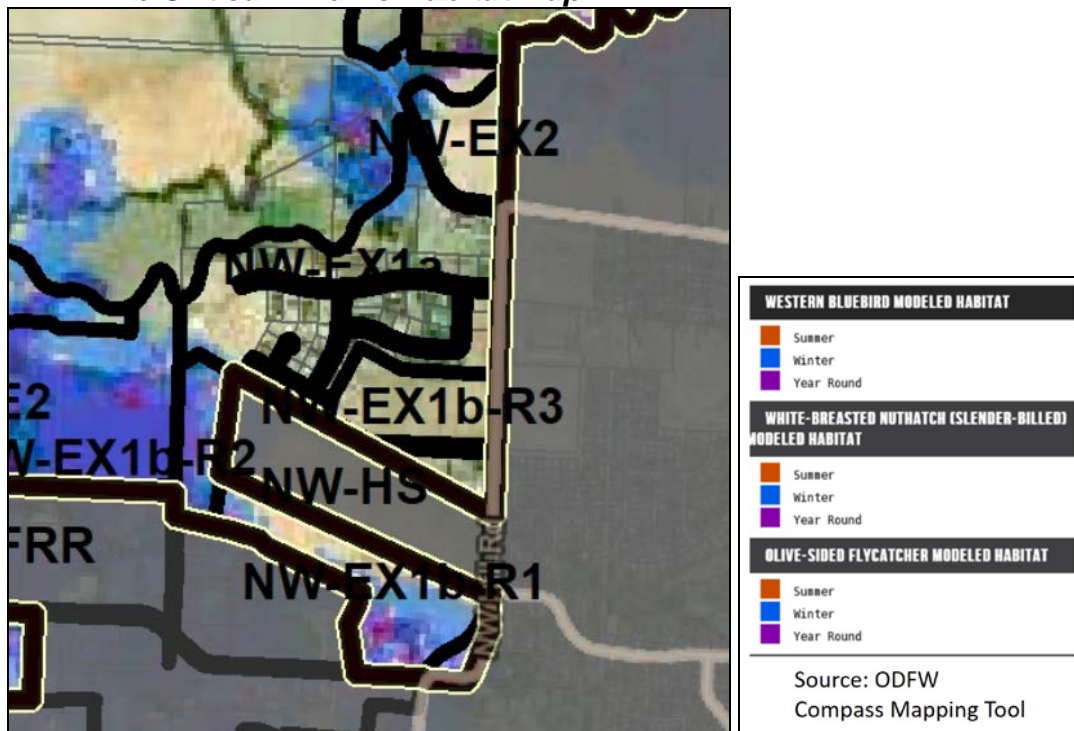 NW-EX2
NW-EX1a
NW-EX1b-R3
E2
W-EX1b-R2
NW-HS
FRR
NW-EX1b-R1
WESTERN BLUEBIRD MODELED HABITAT
Summer
Winter
Year Round
WHITE-BREASTED NUTHATCH (SLENDER-BILLED)
MODELED HABITAT
Summer
Winter
Year Round
OLIVE-SIDED FLYCATCHER MODELED HABITAT
Summer
Winter
Year Round
Source: ODFW
Compass Mapping Tool